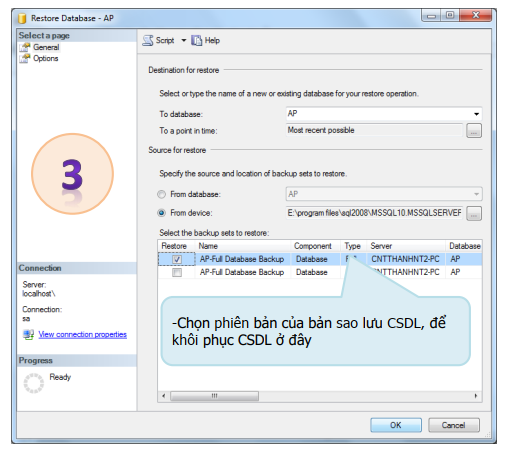 Restore Database - AP
Select a page
General
Options
Script
Help
Destination for restore
Select or type the name of a new or existing database for your restore operation.
To database:
AP
To a point in time:
Most recent possible
...
Source for restore
Specify the source and location of backup sets to restore.
From database:
AP
From device:
E:\program files\sql2008\MSSQL10.MSSQLSERVER
...
Select the backup sets to restore:
Restore Name Component Type Server Database
AP-Full Database Backup Database CNTTHANHNT2-PC AP
AP-Full Database Backup Database CNTTHANHNT2-PC AP
3
-Chọn phiên bản của bản sao lưu CSDL, để
khôi phục CSDL ở đây
Connection
Server:
localhost\
Connection:
sa
View connection properties
Progress
Ready
OK
Cancel